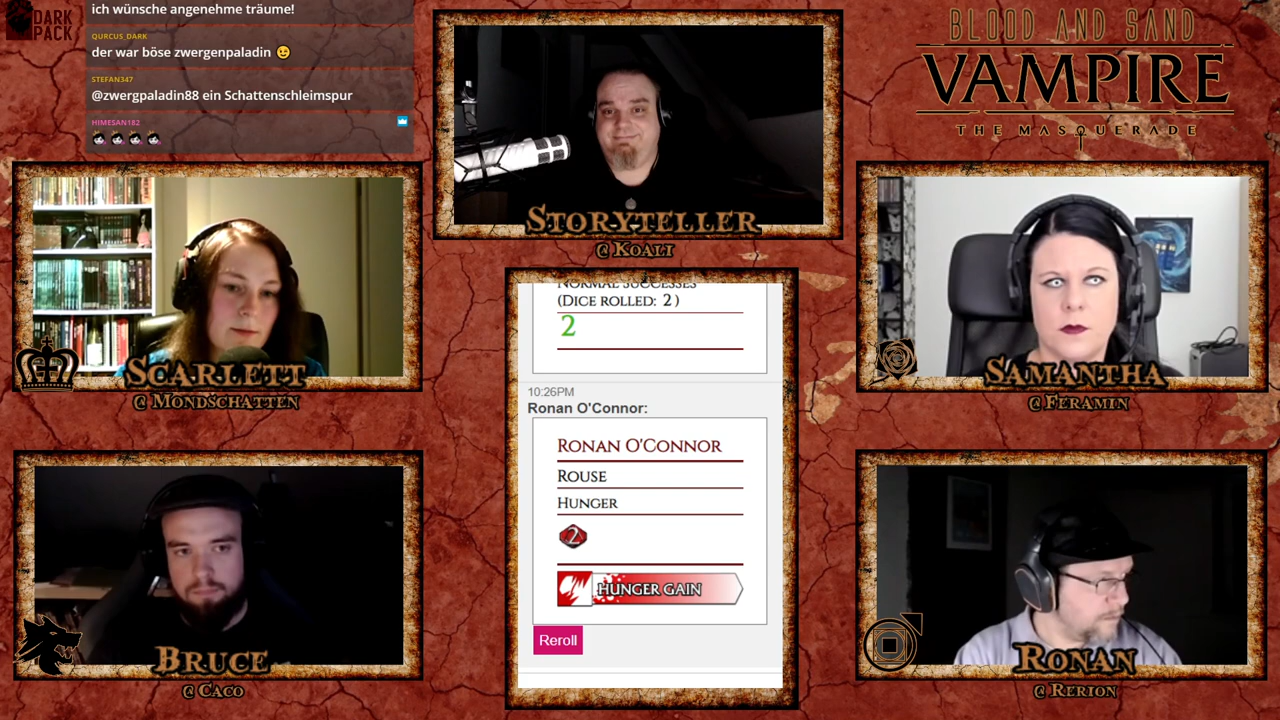 DARK
PACK
ich wünsche angenehme träume!
QURCUS_DARK
der war böse zwergenpaladin
STEFAN347
@zwergpaladin88 ein Schattenschleimspur
HIMESAN182
STORYTELLER
@ KOALI
BLOOD AND SAND
VAMPIRE
THE MASQUERADE
SCARLETT
@ MONDSCHATTEN
SAMANTHA
@ FERAMIN
NORMAL SUCCESSES
(DICE ROLLED: 2 )
2
10:26PM
Ronan O'Connor:
RONAN O'CONNOR
ROUSE
HUNGER
2
HUNGER GAIN
Reroll
BRUCE
@ CACO
RONAN
@ RERION